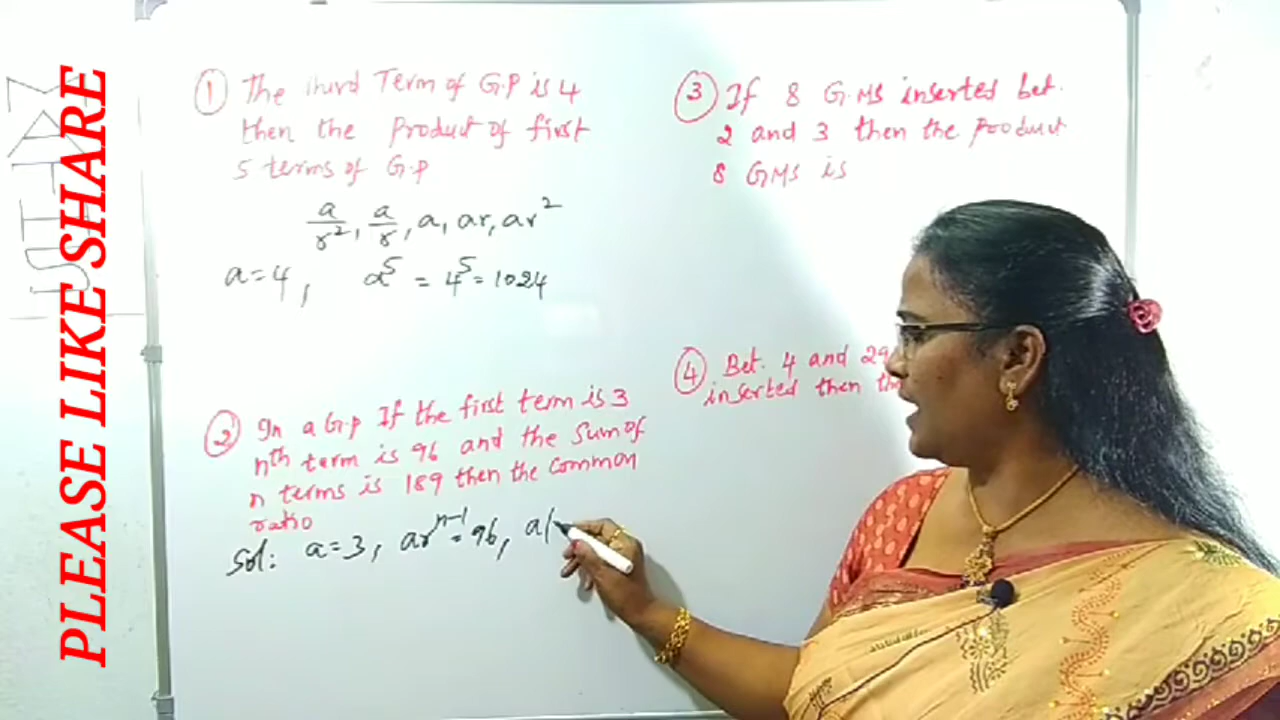 PLEASE LIKE SHARE
① The third Term of G.P is 4
then the Product of first
5 terms of G.P
a/r², a/r, a, ar, ar²
a=4, a⁵ = 4⁵ = 1024
② In a G.P If the first term is 3
nth term is 96 and the Sum of
n terms is 189 then the Common
ratio
Sol: a=3, arⁿ⁻¹=96, a(
③ If 8 G.MS inserted bet.
2 and 3 then the product
8 GMS is
④ Bet. 4 and 29
inserted then